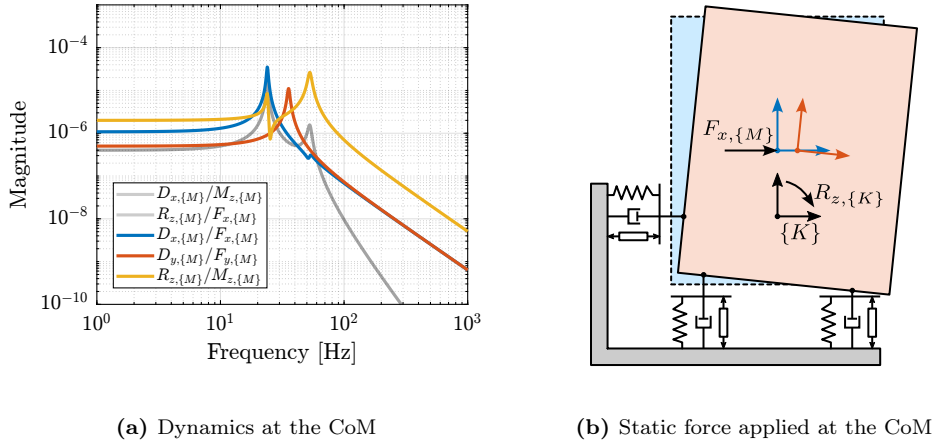 10^{-4}
10^{-6}
10^{-8}
10^{-10}
Magnitude
D_{x,\{M\}}/M_{z,\{M\}}
R_{z,\{M\}}/F_{x,\{M\}}
D_{x,\{M\}}/F_{x,\{M\}}
D_{y,\{M\}}/F_{y,\{M\}}
R_{z,\{M\}}/M_{z,\{M\}}
10^0 10^1 10^2 10^3
Frequency [Hz]
(a) Dynamics at the CoM
F_{x,\{M\}}
R_{z,\{K\}}
\{K\}
(b) Static force applied at the CoM